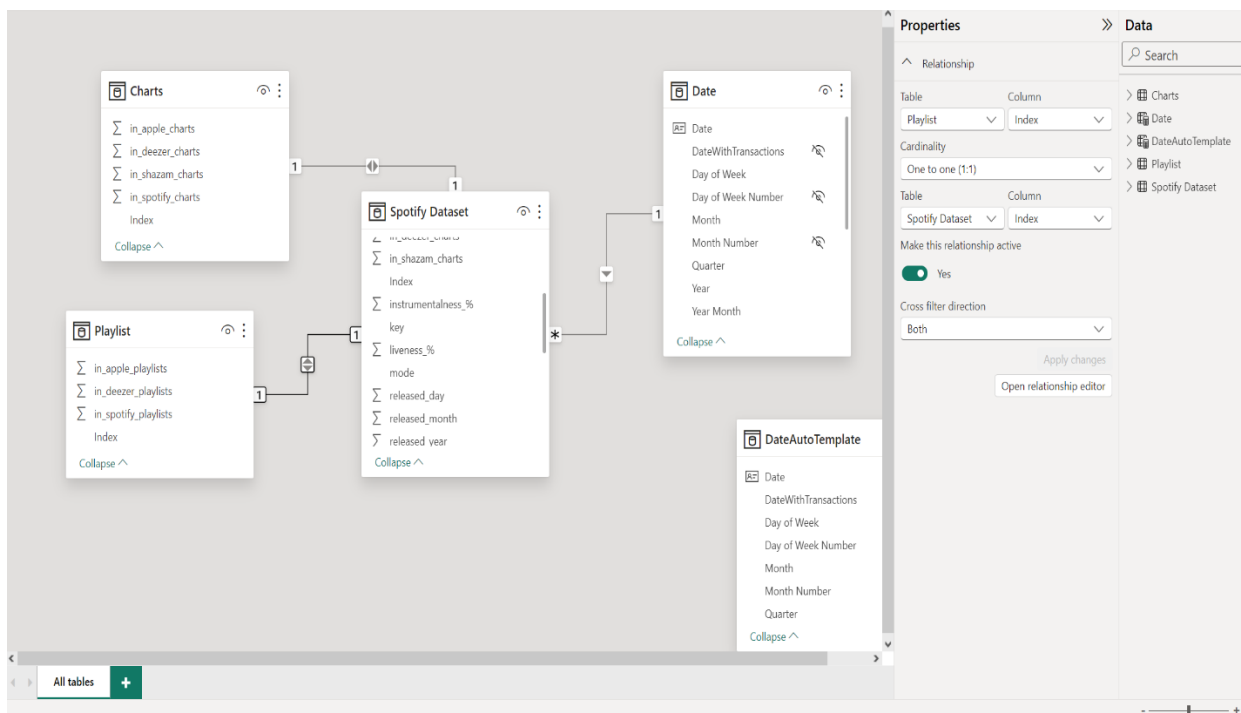 Charts
in_apple_charts
in_deezer_charts
in_shazam_charts
in_spotify_charts
Index
Collapse
1
1
Playlist
in_apple_playlists
in_deezer_playlists
in_spotify_playlists
Index
Collapse
1
1
Spotify Dataset
in_deezer_charts
in_shazam_charts
Index
instrumentalness_%
key
liveness_%
mode
released_day
released_month
released_year
Collapse
*
1
Date
Date
DateWithTransactions
Day of Week
Day of Week Number
Month
Month Number
Quarter
Year
Year Month
Collapse
DateAutoTemplate
Date
DateWithTransactions
Day of Week
Day of Week Number
Month
Month Number
Quarter
Collapse
All tables
+
Properties
Relationship
Table Column
Playlist Index
Cardinality
One to one (1:1)
Table Column
Spotify Dataset Index
Make this relationship active
Yes
Cross filter direction
Both
Apply changes
Open relationship editor
Data
Search
Charts
Date
DateAutoTemplate
Playlist
Spotify Dataset
- +